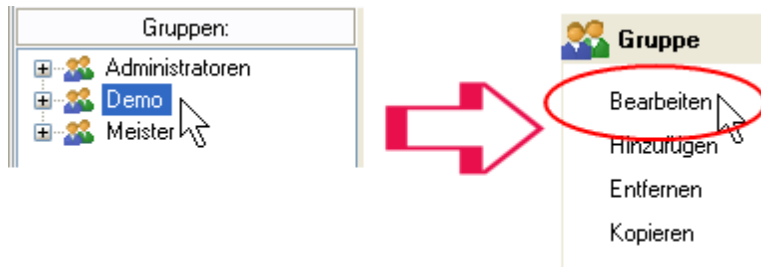 Gruppen:
Administratoren
Demo
Meister
Gruppe
Bearbeiten
Hinzufügen
Entfernen
Kopieren